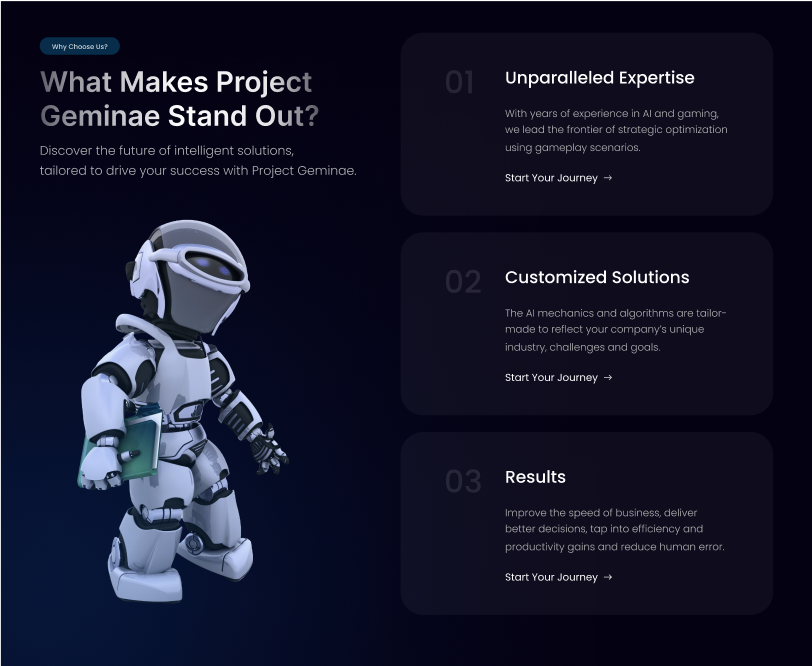 Why Choose Us?
What Makes Project
Geminae Stand Out?
Discover the future of intelligent solutions,
tailored to drive your success with Project Geminae.
01
Unparalleled Expertise
With years of experience in AI and gaming,
we lead the frontier of strategic optimization
using gameplay scenarios.
Start Your Journey →
02
Customized Solutions
The AI mechanics and algorithms are tailor-
made to reflect your company's unique
industry, challenges and goals.
Start Your Journey →
03
Results
Improve the speed of business, deliver
better decisions, tap into efficiency and
productivity gains and reduce human error.
Start Your Journey →